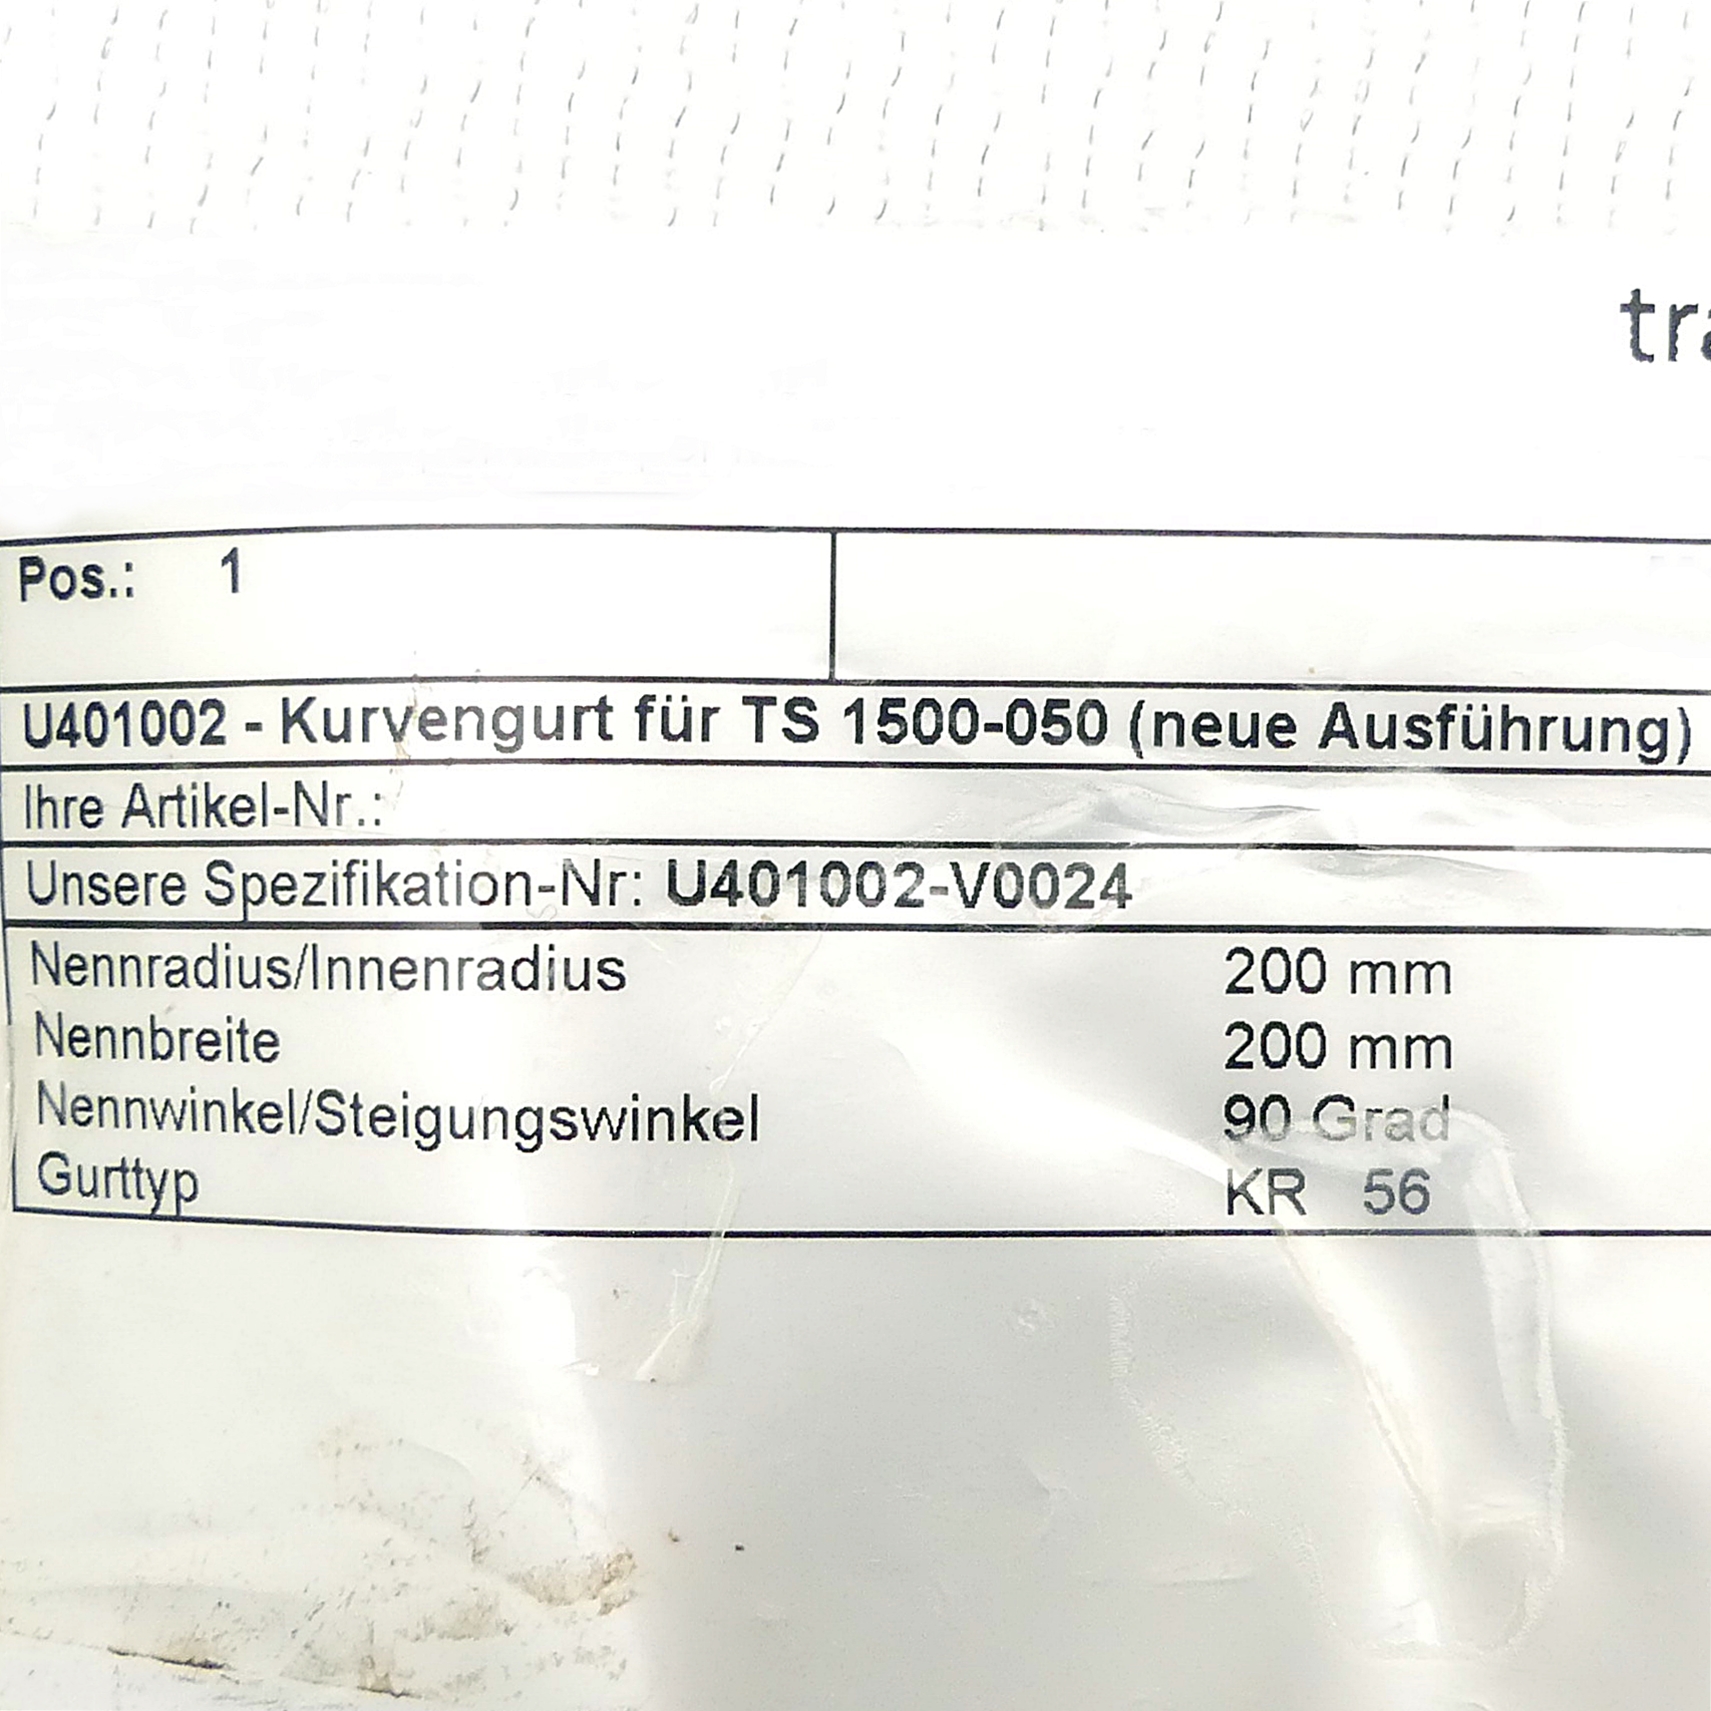 tra
Pos.: 1
U401002 - Kurvengurt für TS 1500-050 (neue Ausführung)
Ihre Artikel-Nr.:
Unsere Spezifikation-Nr: U401002-V0024
Nennradius/Innenradius 200 mm
Nennbreite 200 mm
Nennwinkel/Steigungswinkel 90 Grad
Gurttyp KR 56